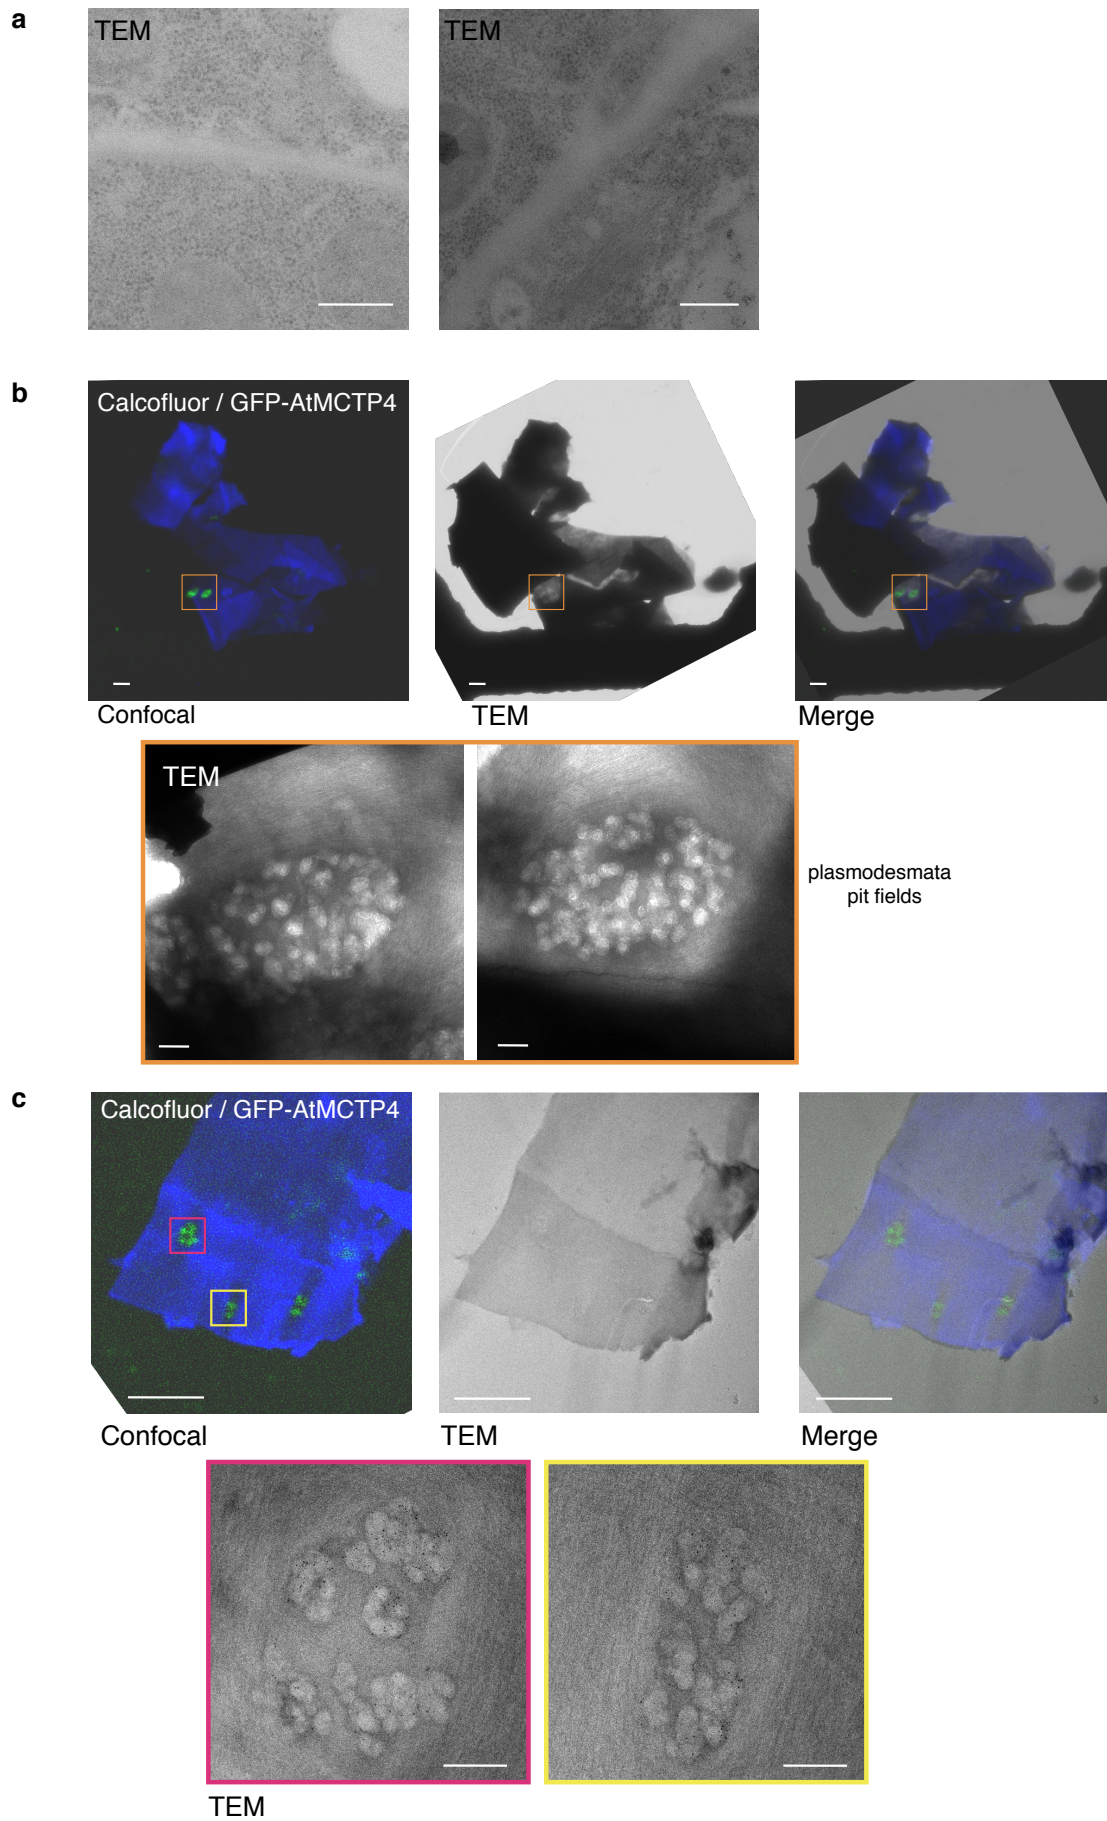 a
TEM
TEM
b
Calcofluor / GFP-AtMCTP4
Confocal
TEM
Merge
TEM
plasmodesmata
pit fields
c
Calcofluor / GFP-AtMCTP4
Confocal
TEM
Merge
TEM